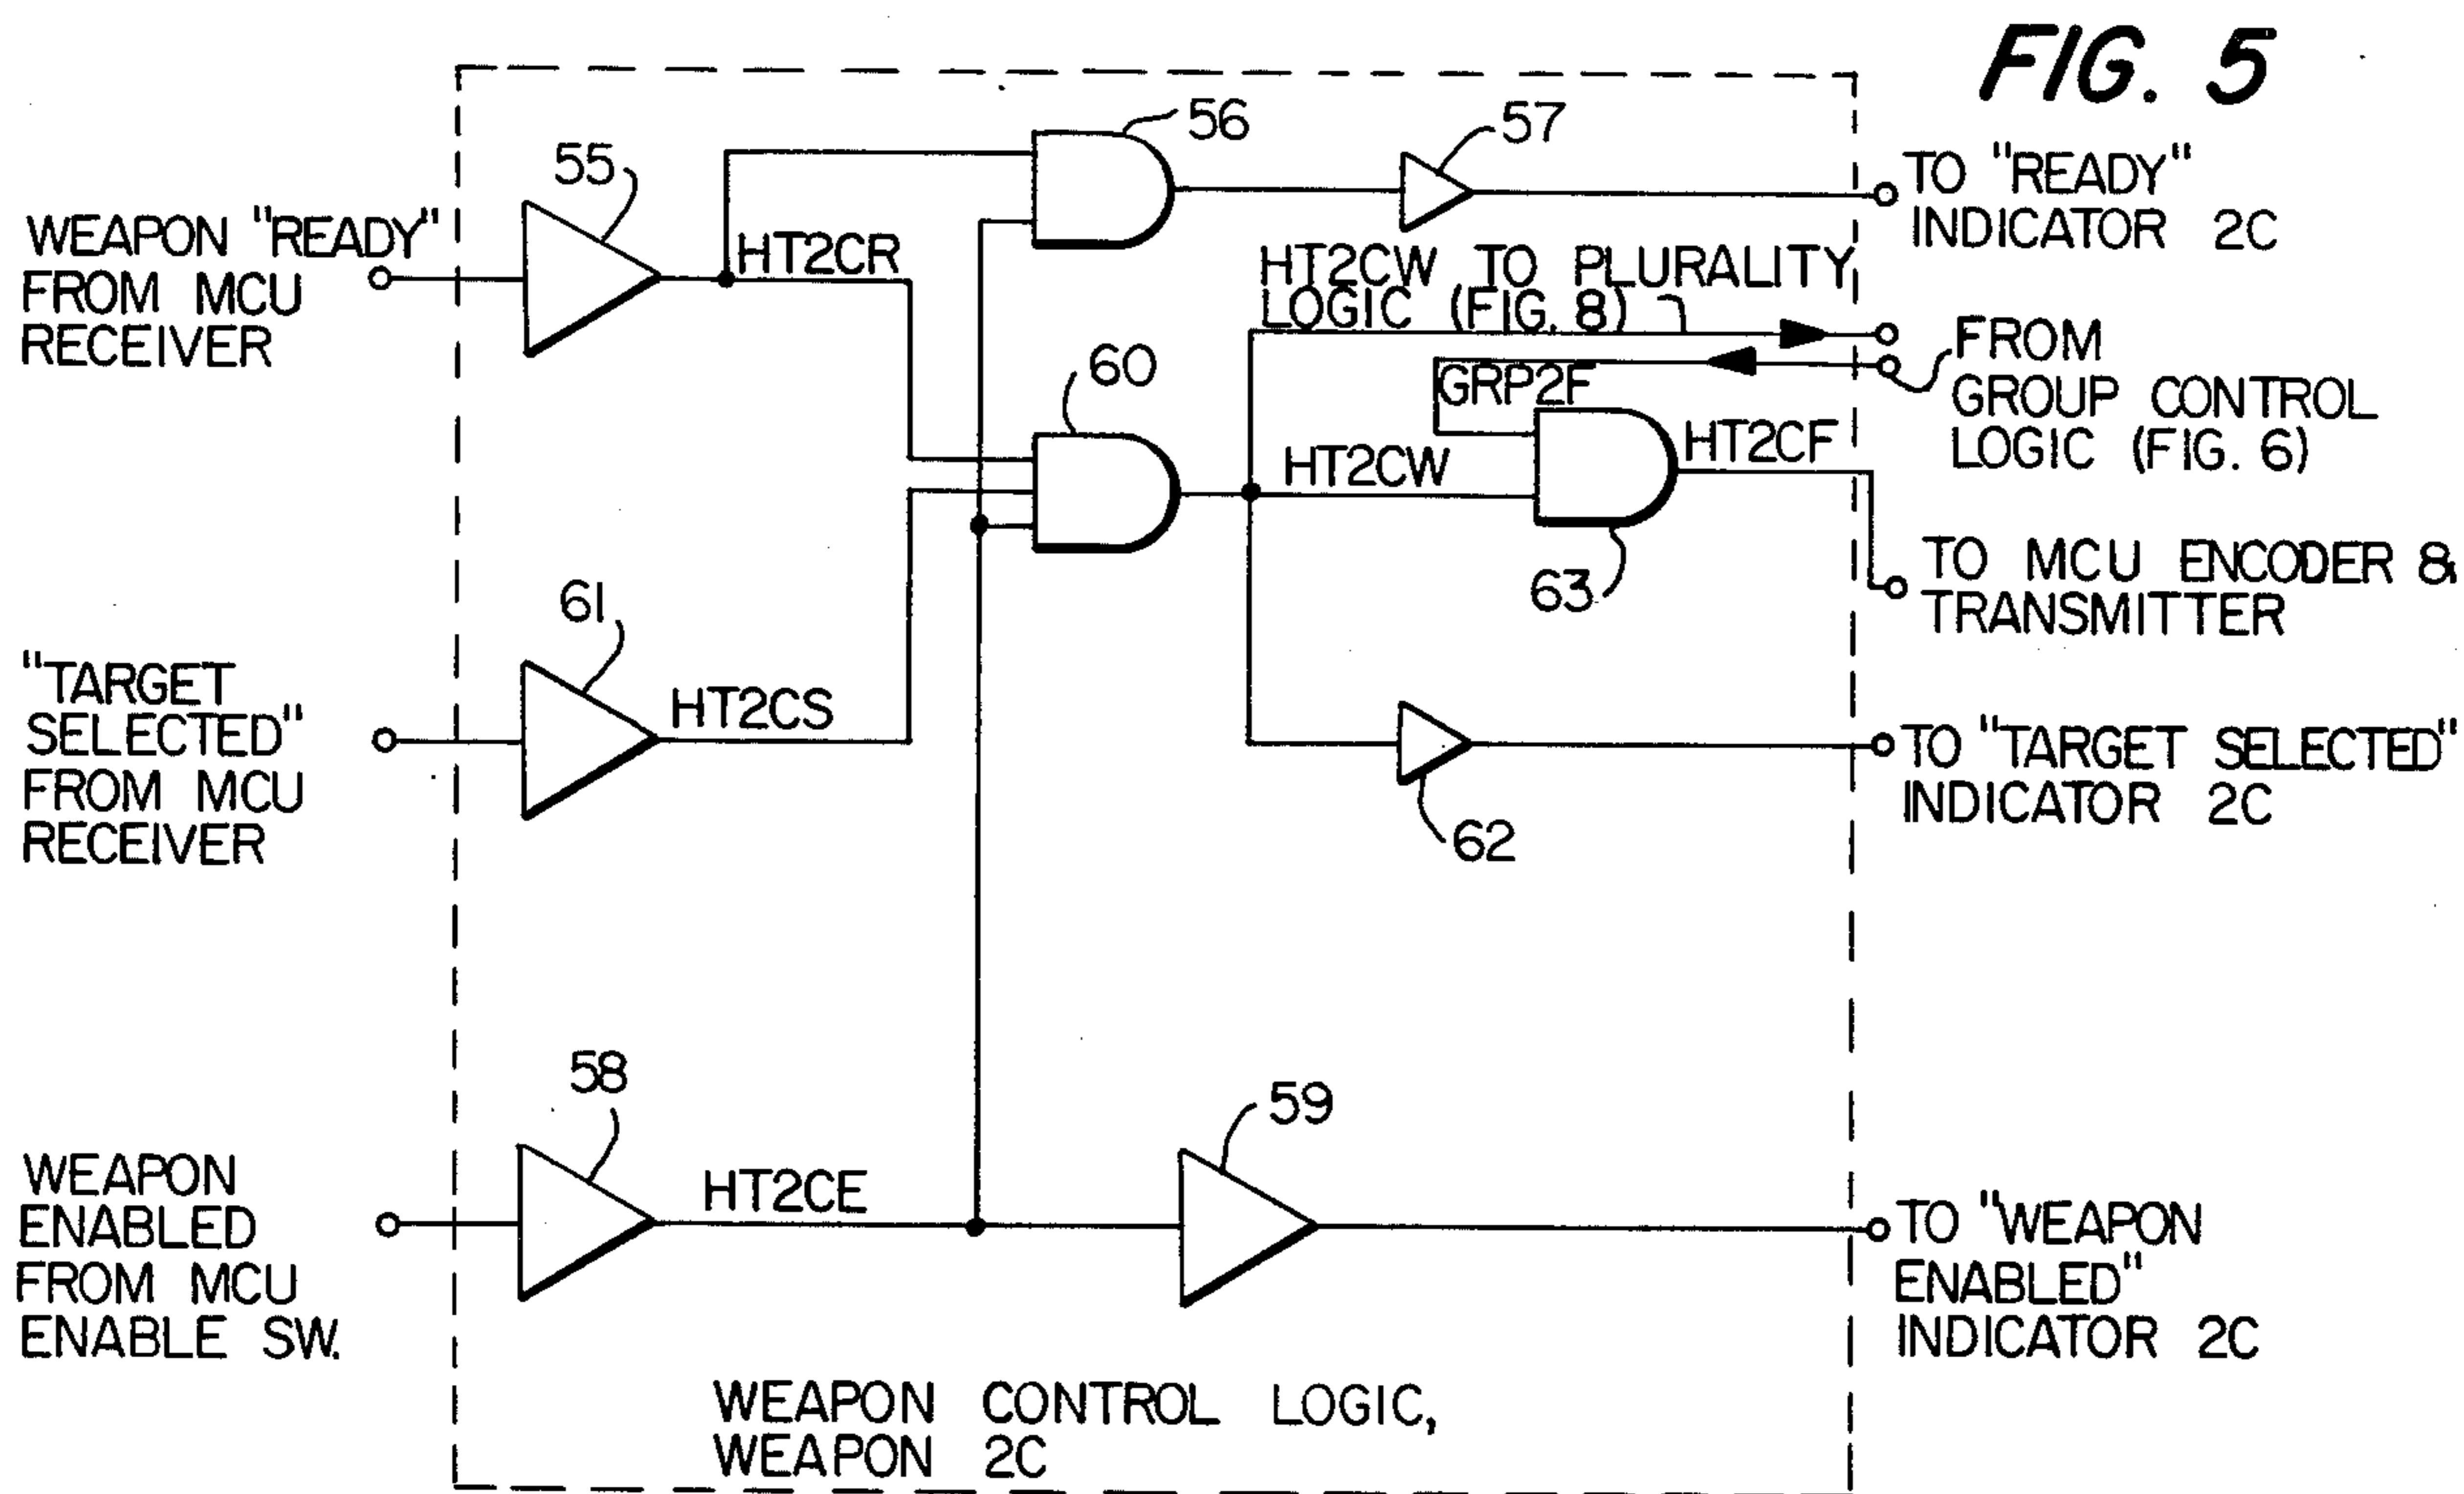 FIG. 5
56
57
55
TO "READY"
INDICATOR 2C
WEAPON "READY"
FROM MCU
RECEIVER
HT2CR
HT2CW TO PLURALITY
LOGIC (FIG. 8)
FROM
GROUP CONTROL
LOGIC (FIG. 6)
60
GRP2F
HT2CW
HT2CF
63
TO MCU ENCODER &
TRANSMITTER
61
"TARGET
SELECTED"
FROM MCU
RECEIVER
HT2CS
62
TO "TARGET SELECTED"
INDICATOR 2C
58
59
WEAPON
ENABLED
FROM MCU
ENABLE SW.
HT2CE
TO "WEAPON
ENABLED"
INDICATOR 2C
WEAPON CONTROL LOGIC,
WEAPON 2C